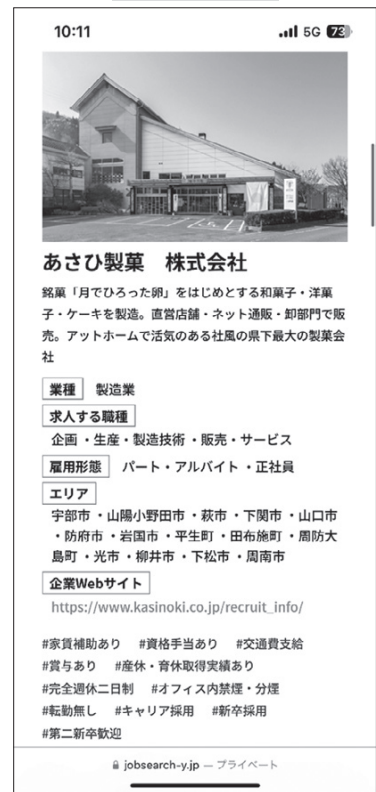 10:11
5G 73
あさひ製菓 株式会社
銘菓「月でひろった卵」をはじめとする和菓子・洋菓
子・ケーキを製造。直営店舗・ネット通販・卸部門で販
売。アットホームで活気のある社風の県下最大の製菓会
社
業種 製造業
求人する職種
企画 ・生産・製造技術 ・販売・サービス
雇用形態 パート・アルバイト ・正社員
エリア
宇部市 ・山陽小野田市 ・萩市 ・下関市 ・山口市
・防府市 ・岩国市 ・平生町 ・田布施町 ・周防大
島町 ・光市 ・柳井市 ・下松市 ・周南市
企業Webサイト
https://www.kasinoki.co.jp/recruit_info/
#家賃補助あり #資格手当あり #交通費支給
#賞与あり #産休・育休取得実績あり
#完全週休二日制 #オフィス内禁煙・分煙
#転勤無し #キャリア採用 #新卒採用
#第二新卒歓迎
jobsearch-y.jp — プライベート